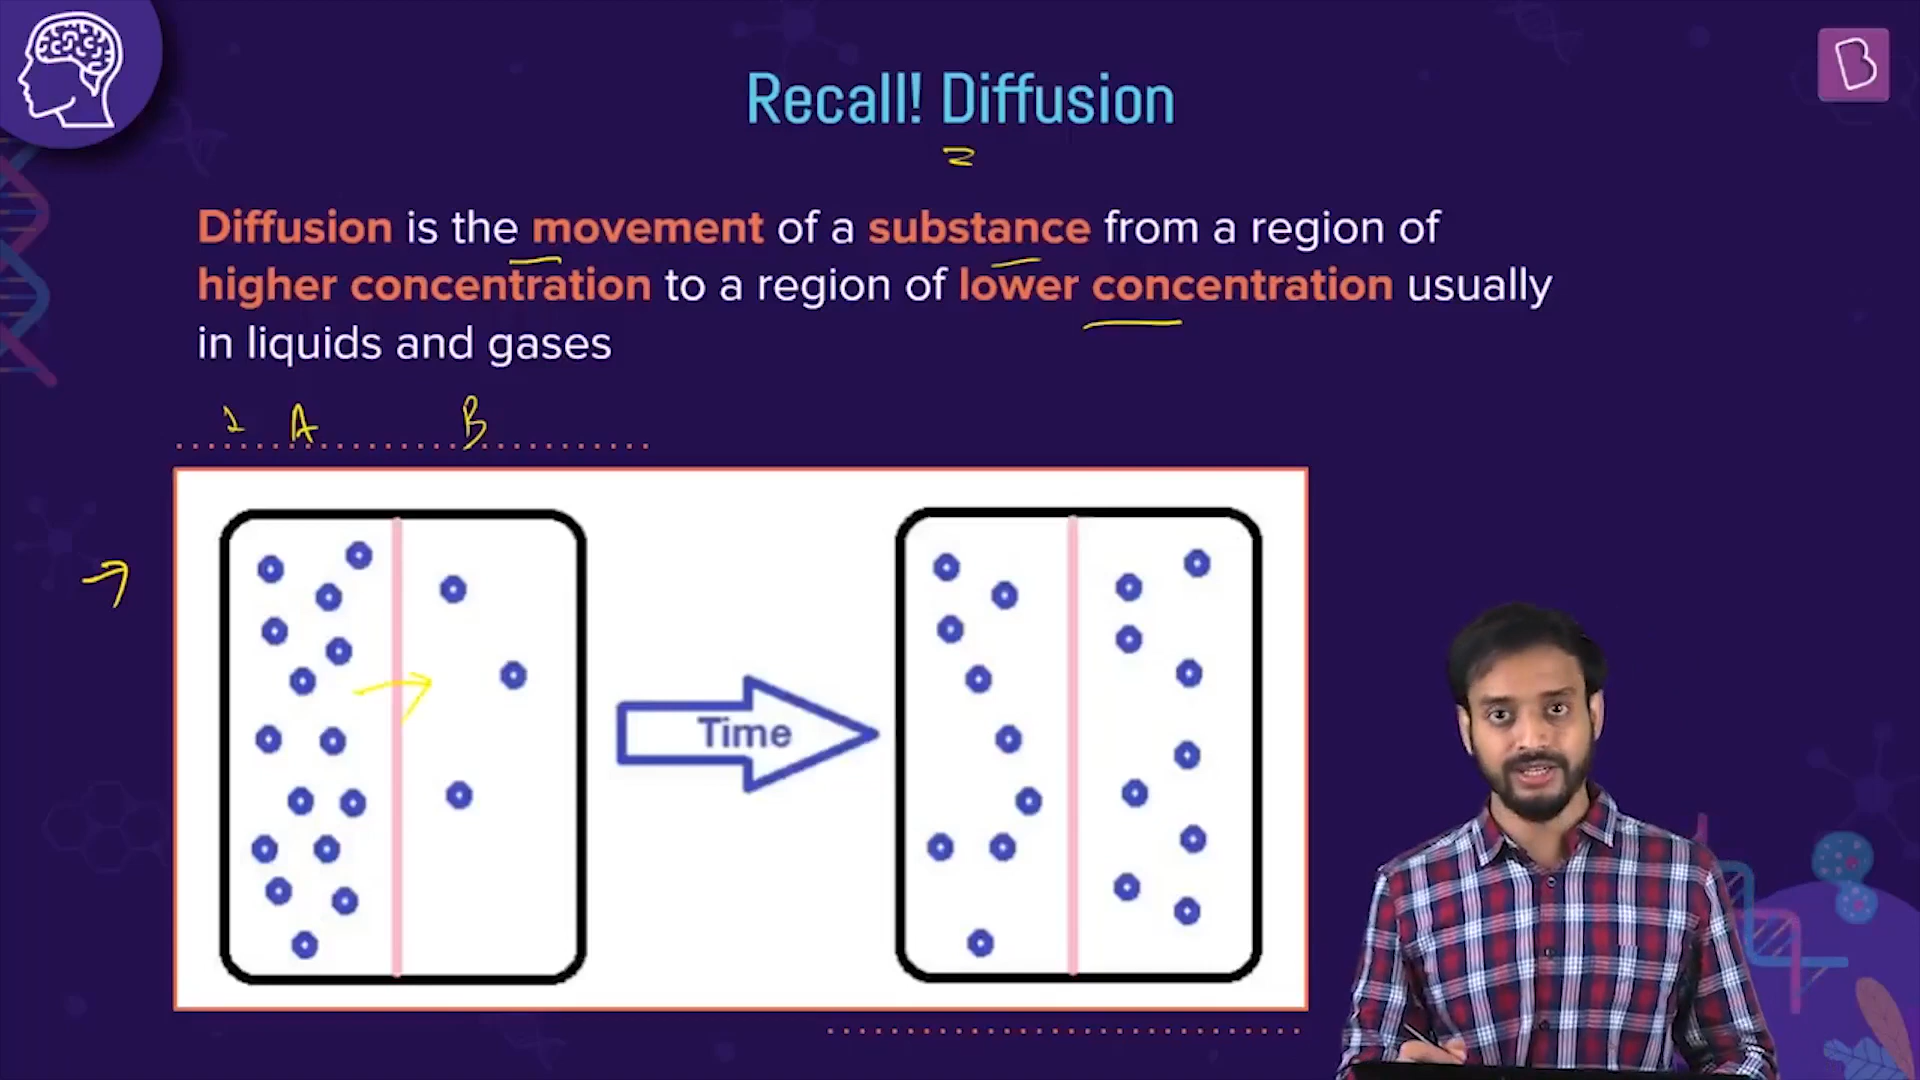 Recall! Diffusion
Diffusion is the movement of a substance from a region of
higher concentration to a region of lower concentration usually
in liquids and gases
A B
Time
B